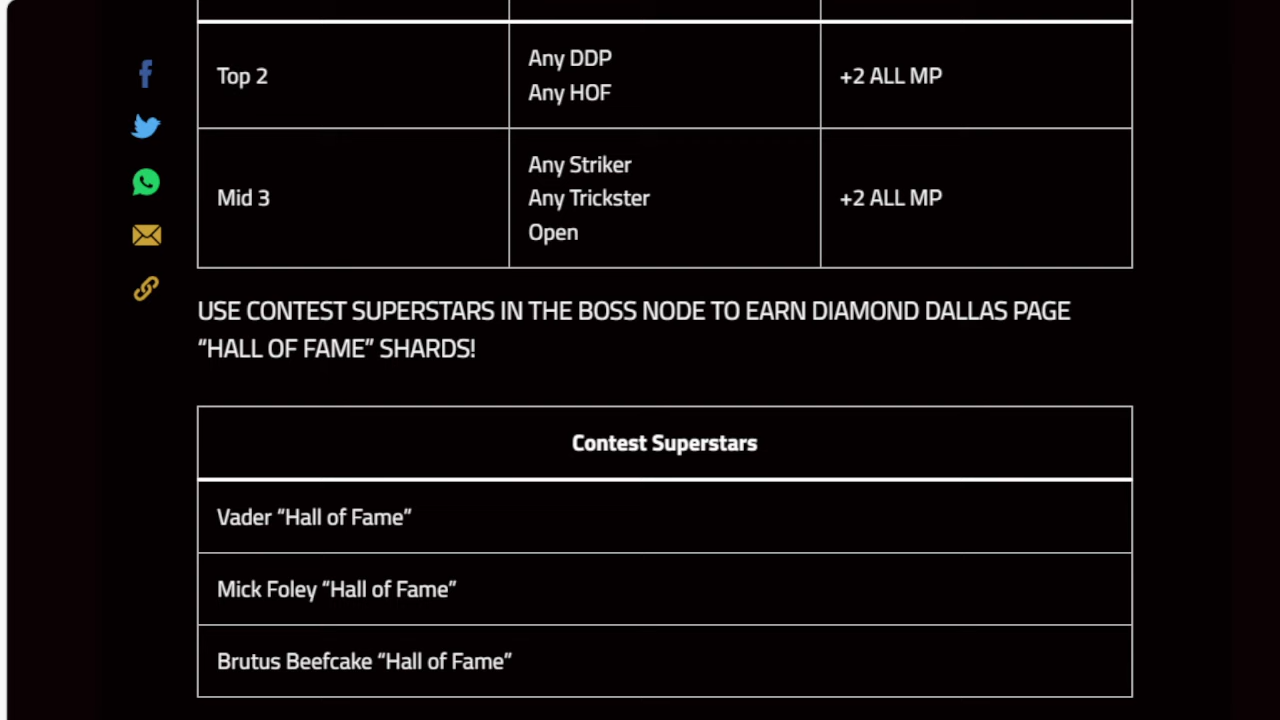 Top 2
Any DDP
Any HOF
+2 ALL MP
Mid 3
Any Striker
Any Trickster
Open
+2 ALL MP
USE CONTEST SUPERSTARS IN THE BOSS NODE TO EARN DIAMOND DALLAS PAGE
“HALL OF FAME” SHARDS!
Contest Superstars
Vader “Hall of Fame”
Mick Foley “Hall of Fame”
Brutus Beefcake “Hall of Fame”